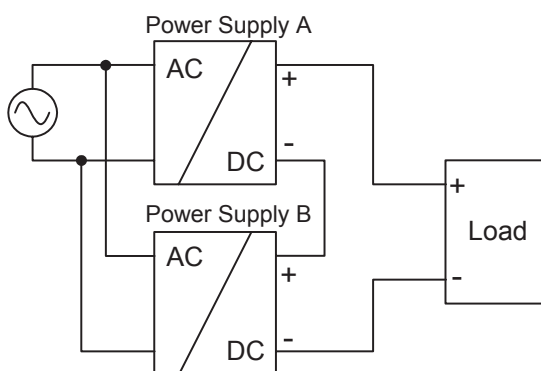 Power Supply A
AC
+
-
DC
+
Load
-
Power Supply B
AC
+
-
DC